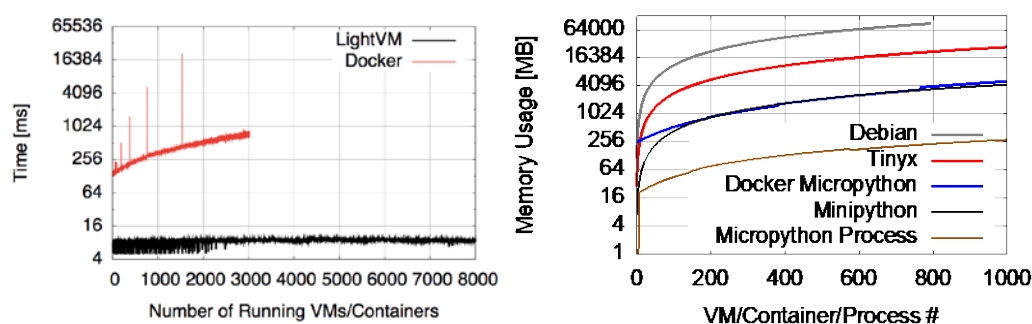 65536
16384
4096
1024
256
64
16
4
Time [ms]
LightVM
Docker
0 1000 2000 3000 4000 5000 6000 7000 8000
Number of Running VMs/Containers
64000
16384
4096
1024
256
64
16
4
1
Memory Usage [MB]
Debian
Tinyx
Docker Micropython
Minipython
Micropython Process
0 200 400 600 800 1000
VM/Container/Process #